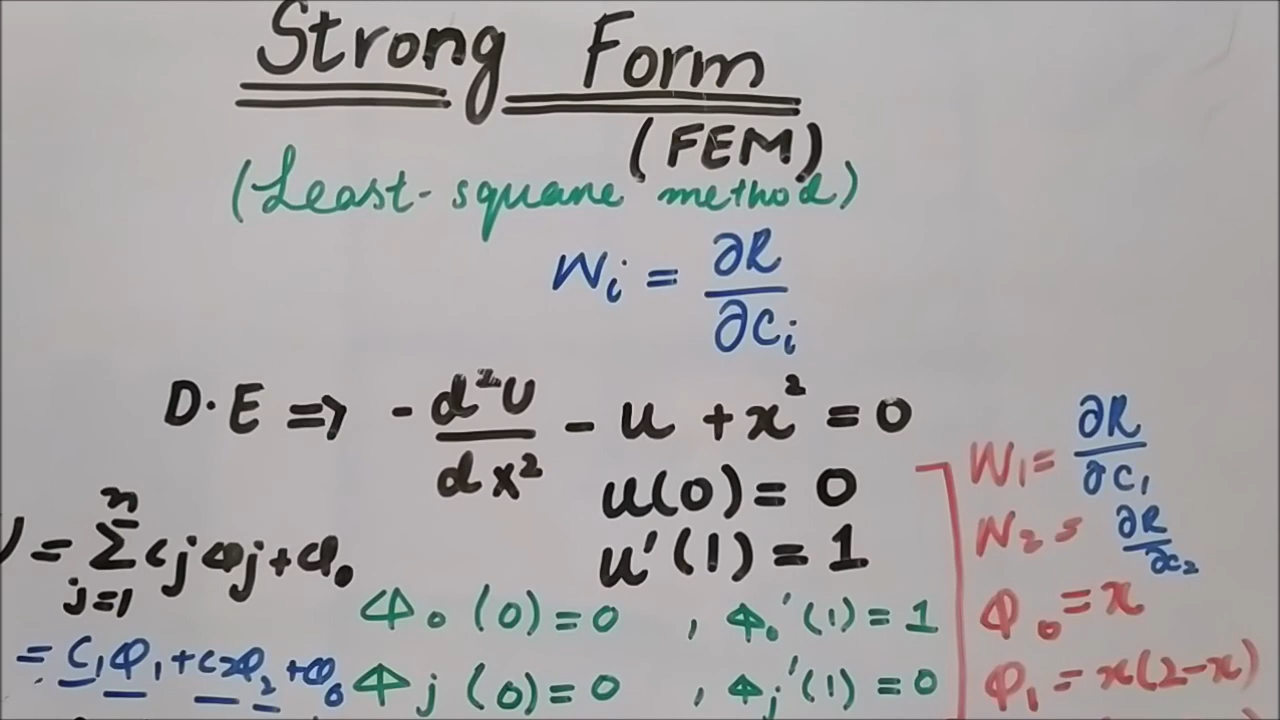 Strong Form
(FEM)
(Least-square method)
Wi = ∂R/∂ci
D.E => -d²U/dx² - u + x² = 0
u(0) = 0
u'(1) = 1
U = Σ_{j=1}^{n} cjφj + φ₀
= C₁φ₁ + c₂φ₂ + φ₀
φ₀(0) = 0 , φ₀'(1) = 1
φj(0) = 0 , φj'(1) = 0
W₁ = ∂R/∂C₁
W₂ = ∂R/∂c₂
φ₀ = x
φ₁ = x(2-x)